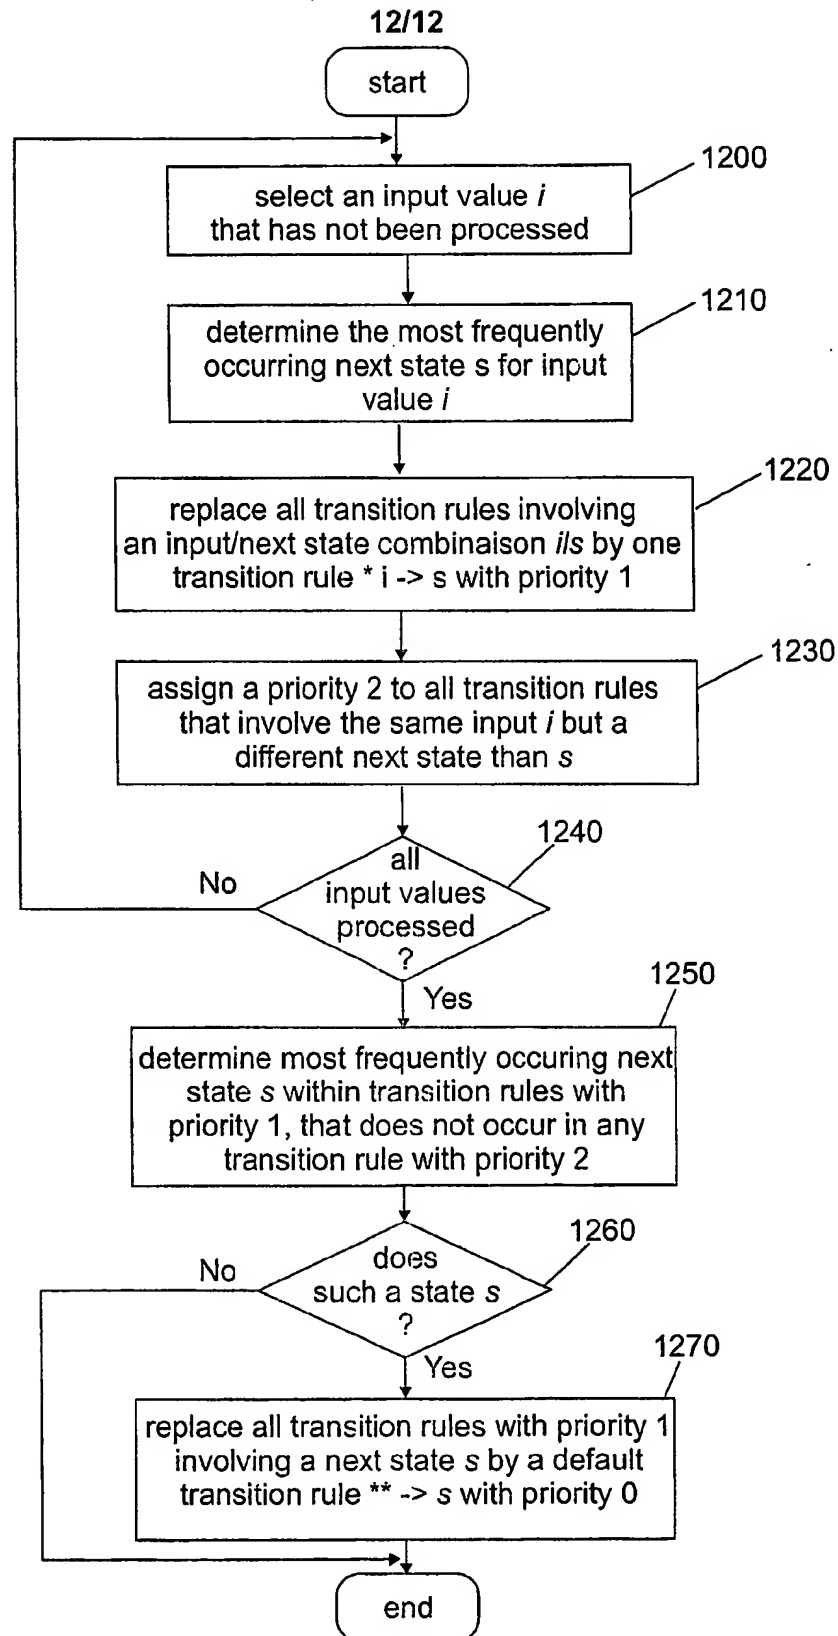 12/12
start
1200
select an input value i
that has not been processed
1210
determine the most frequently
occurring next state s for input
value i
1220
replace all transition rules involving
an input/next state combinaison i/s by one
transition rule * i -> s with priority 1
1230
assign a priority 2 to all transition rules
that involve the same input i but a
different next state than s
1240
all
input values
processed
?
No
Yes
1250
determine most frequently occuring next
state s within transition rules with
priority 1, that does not occur in any
transition rule with priority 2
1260
does
such a state s
?
No
Yes
1270
replace all transition rules with priority 1
involving a next state s by a default
transition rule ** -> s with priority 0
end